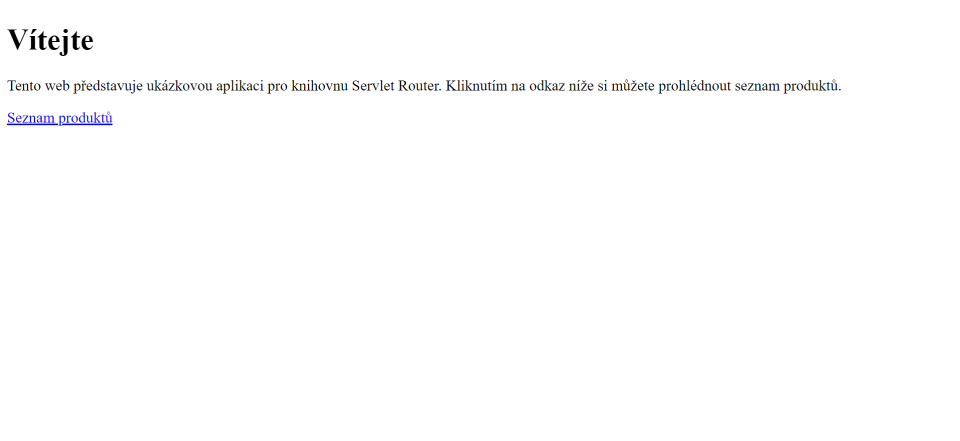 Vítejte
Tento web představuje ukázkovou aplikaci pro knihovnu Servlet Router. Kliknutím na odkaz níže si můžete prohlédnout seznam produktů.
Seznam produktů